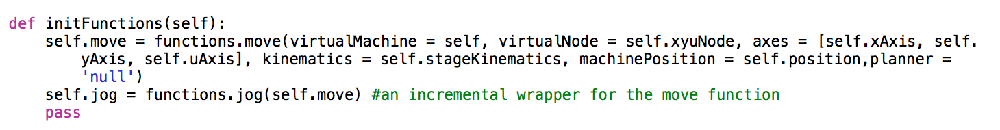 def initFunctions(self):
    self.move = functions.move(virtualMachine = self, virtualNode = self.xyuNode, axes = [self.xAxis, self.
        yAxis, self.uAxis], kinematics = self.stageKinematics, machinePosition = self.position,planner =
        'null')
    self.jog = functions.jog(self.move) #an incremental wrapper for the move function
    pass